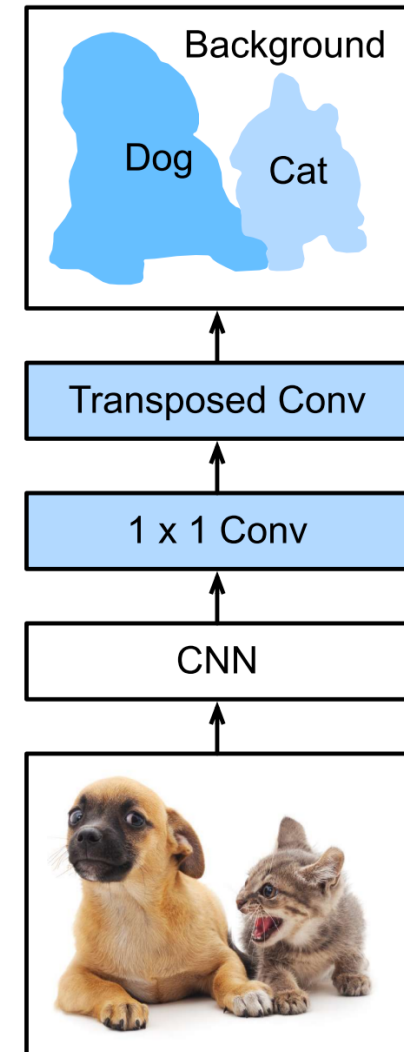 Background
Dog
Cat
Transposed Conv
1 x 1 Conv
CNN